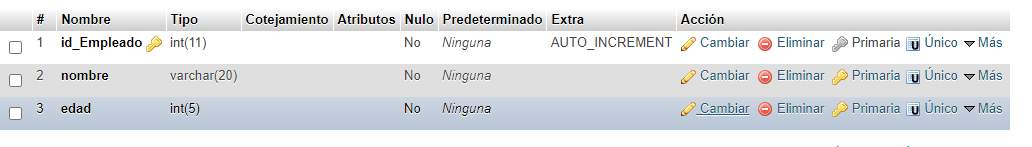 # Nombre Tipo Cotejamiento Atributos Nulo Predeterminado Extra Acción
1 id_Empleado int(11) No Ninguna AUTO_INCREMENT Cambiar Eliminar Primaria U Único Más
2 nombre varchar(20) No Ninguna Cambiar Eliminar Primaria U Único Más
3 edad int(5) No Ninguna Cambiar Eliminar Primaria U Único Más